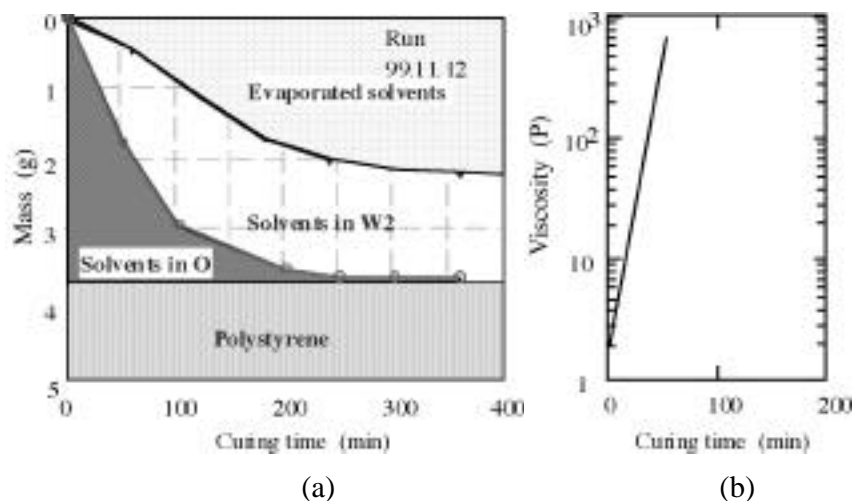 0
1
2
3
4
5
Mass (g)
Run
99.11.12
Evaporated solvents
Solvents in W2
Solvents in O
Polystyrene
0 100 200 300 400
Curing time (min)
(a)
10³
10²
10
1
Viscosity (P)
0 100 200
Curing time (min)
(b)